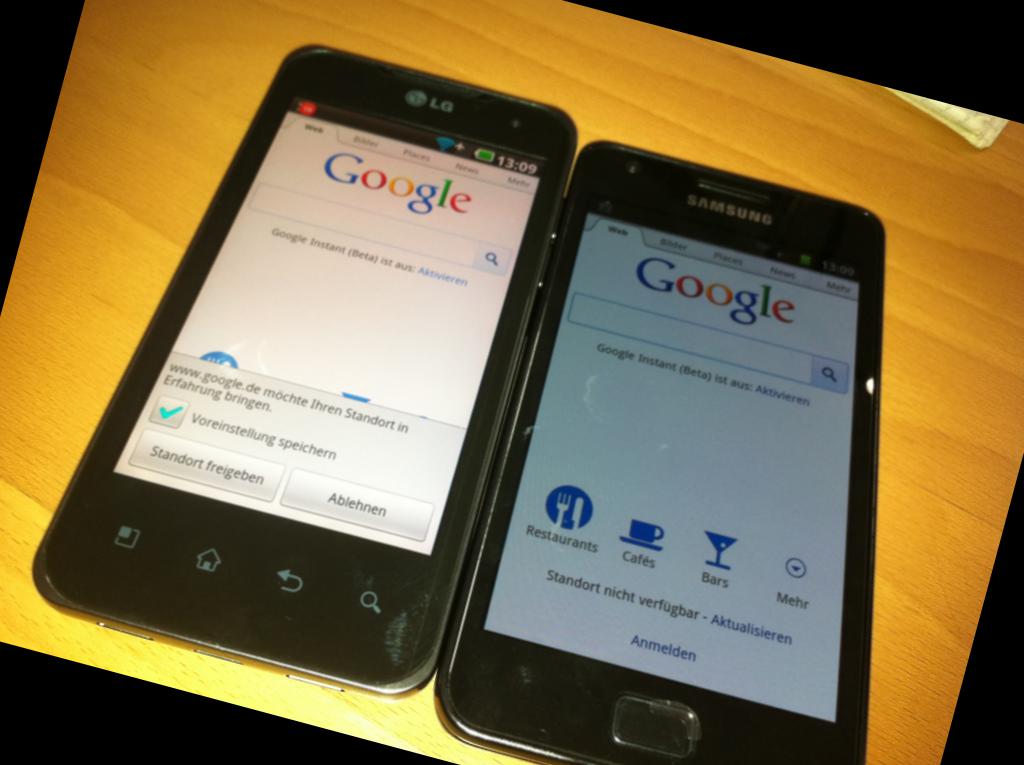 LG
13:09
Web Bilder Places News Mehr
Google
Google Instant (Beta) ist aus: Aktivieren
www.google.de möchte Ihren Standort in
Erfahrung bringen.
Voreinstellung speichern
Standort freigeben Ablehnen
SAMSUNG
13:09
Web Bilder Places News Mehr
Google
Google Instant (Beta) ist aus: Aktivieren
Restaurants Cafés Bars Mehr
Standort nicht verfügbar - Aktualisieren
Anmelden